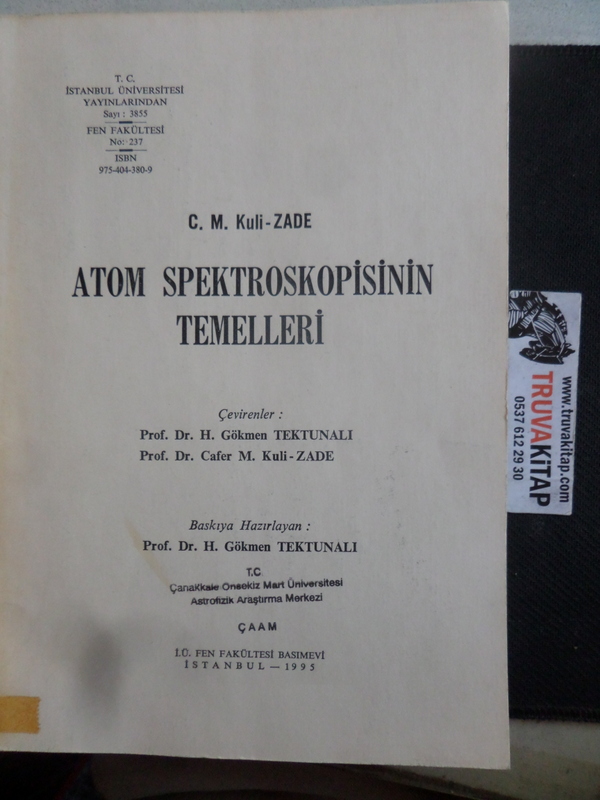 T. C.
İSTANBUL ÜNİVERSİTESİ
YAYINLARINDAN
Sayı : 3855
FEN FAKÜLTESİ
No: 237
ISBN
975-404-380-9
C. M. Kuli-ZADE
ATOM SPEKTROSKOPİSİNİN
TEMELLERİ
Çevirenler :
Prof. Dr. H. Gökmen TEKTUNALI
Prof. Dr. Cafer M. Kuli-ZADE
Baskıya Hazırlayan :
Prof. Dr. H. Gökmen TEKTUNALI
T.C
Çanakkale Onsekiz Mart Üniversitesi
Astrofizik Araştırma Merkezi
ÇAAM
İ.Ü. FEN FAKÜLTESİ BASIMEVİ
İSTANBUL — 1995
www.truvakitap.com
TRUVAKiTAP
0537 612 29 30